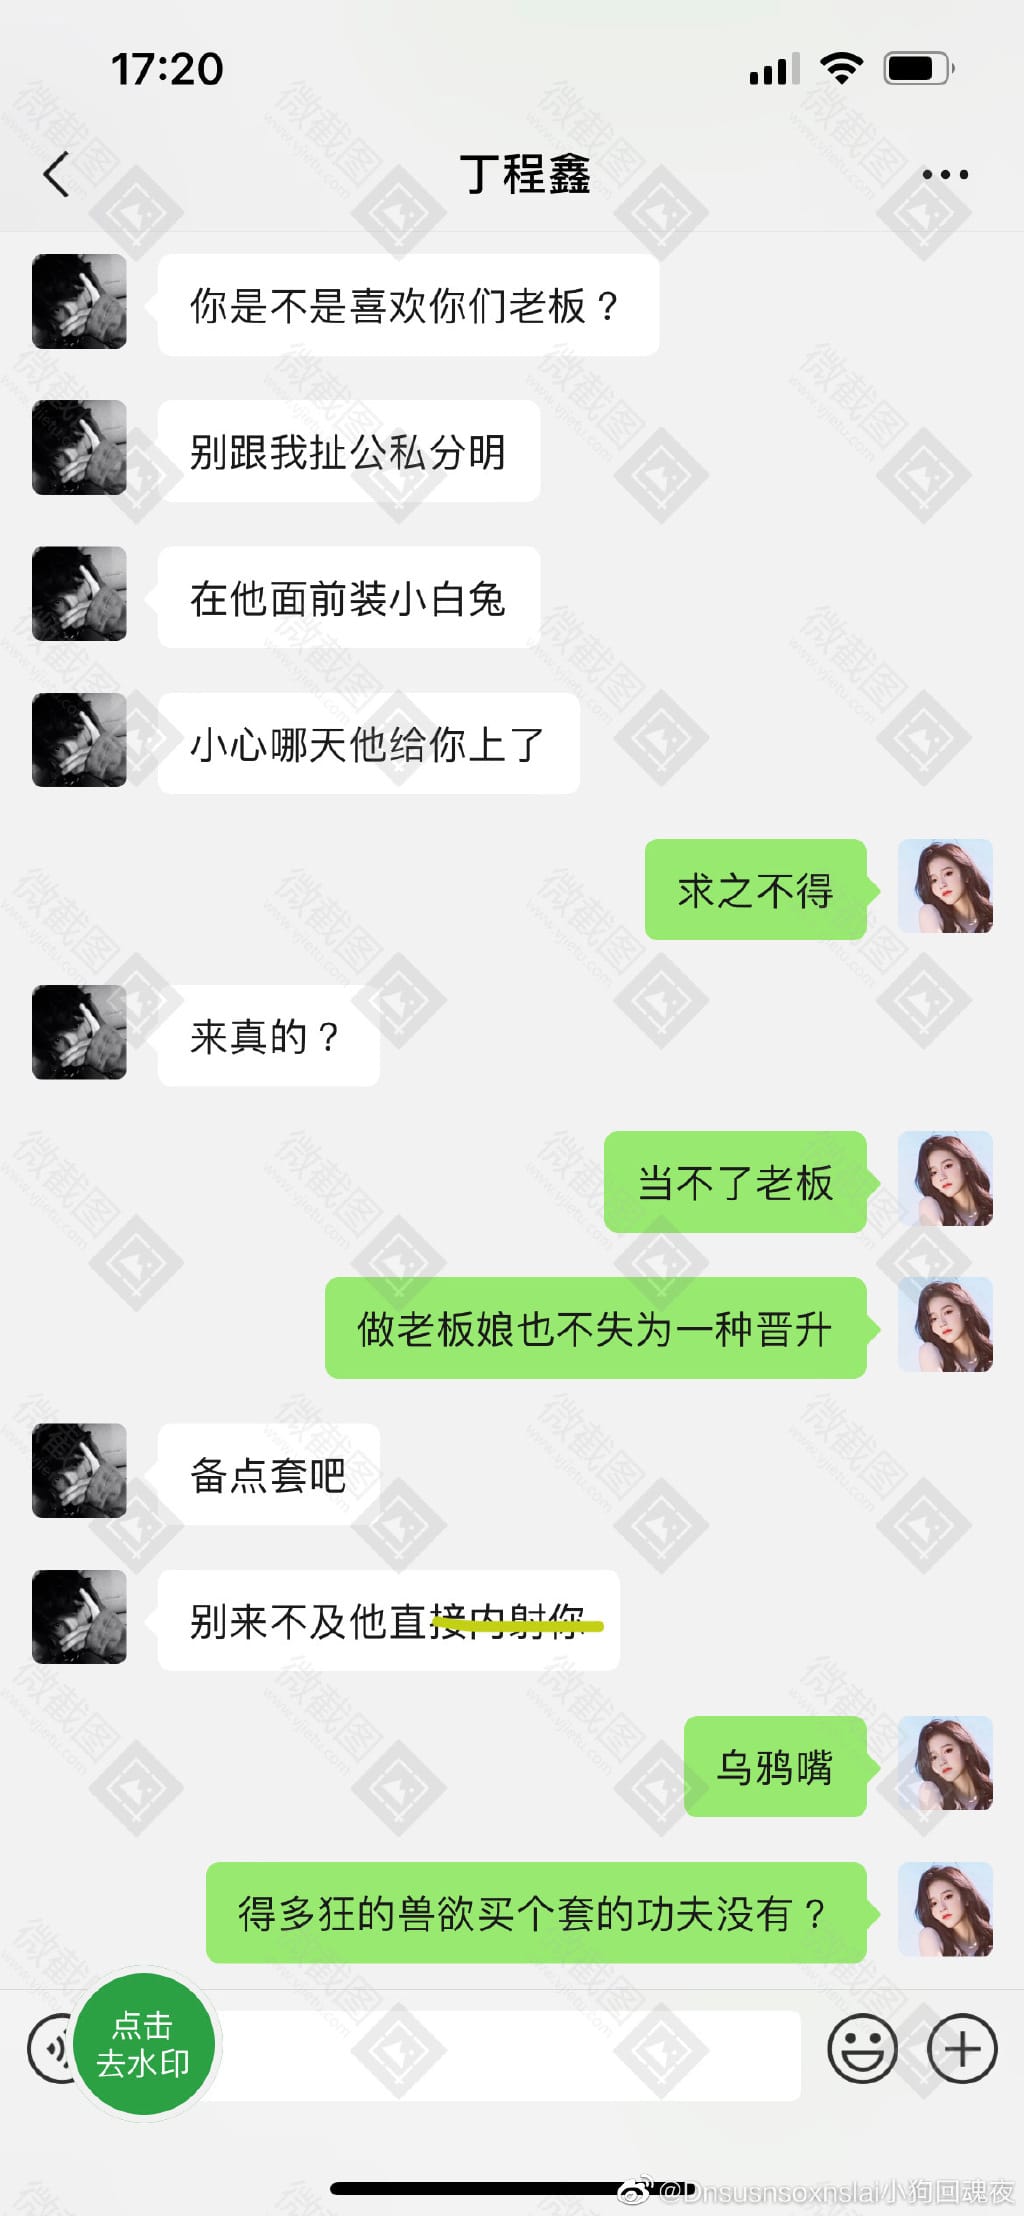 17:20
丁程鑫
你是不是喜欢你们老板？
别跟我扯公私分明
在他面前装小白兔
小心哪天他给你上了
求之不得
来真的？
当不了老板
做老板娘也不失为一种晋升
备点套吧
别来不及他直接内射你
乌鸦嘴
得多狂的兽欲买个套的功夫没有？
点击
去水印
@Dnsusnsoxnslai小狗回魂夜
微截图
www.vjietu.com